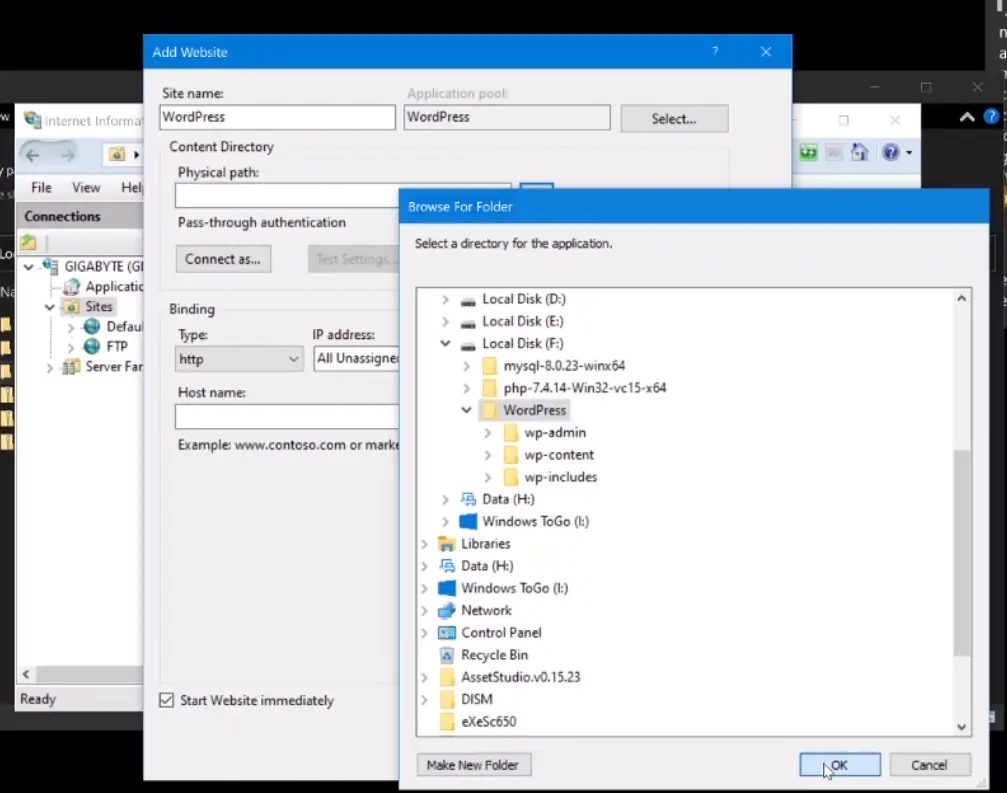 Add Website
?
Site name:
Application pool:
WordPress
WordPress
Select...
Internet Informa
Content Directory
Physical path:
File View Hel
Browse For Folder
Connections
Pass-through authentication
Select a directory for the application.
Connect as...
Test Settings...
GIGABYTE (GI
Applicatio
Sites
Defau
FTP
Server Far
Binding
Type:
IP address:
http
All Unassigne
Host name:
Example: www.contoso.com or marke
Local Disk (D:)
Local Disk (E:)
Local Disk (F:)
mysql-8.0.23-winx64
php-7.4.14-Win32-vc15-x64
WordPress
wp-admin
wp-content
wp-includes
Data (H:)
Windows ToGo (I:)
Libraries
Data (H:)
Windows ToGo (I:)
Network
Control Panel
Recycle Bin
AssetStudio.v0.15.23
DISM
eXeSc650
Start Website immediately
Ready
Make New Folder
OK
Cancel